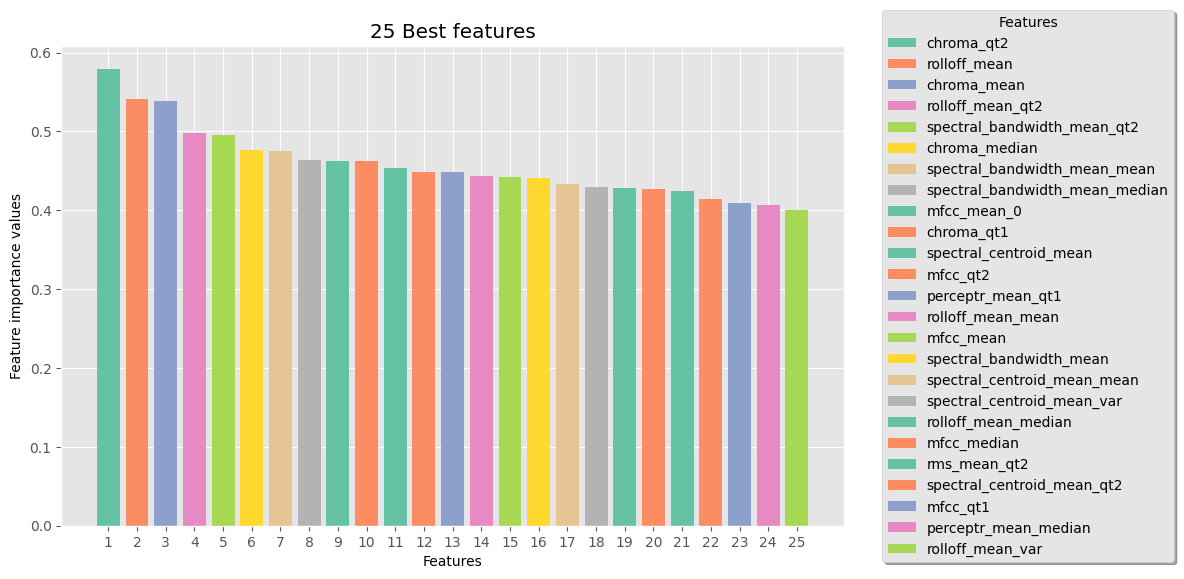 25 Best features
Feature importance values
0.6
0.5
0.4
0.3
0.2
0.1
0.0
1 2 3 4 5 6 7 8 9 10 11 12 13 14 15 16 17 18 19 20 21 22 23 24 25
Features
Features
chroma_qt2
rolloff_mean
chroma_mean
rolloff_mean_qt2
spectral_bandwidth_mean_qt2
chroma_median
spectral_bandwidth_mean_mean
spectral_bandwidth_mean_median
mfcc_mean_0
chroma_qt1
spectral_centroid_mean
mfcc_qt2
perceptr_mean_qt1
rolloff_mean_mean
mfcc_mean
spectral_bandwidth_mean
spectral_centroid_mean_mean
spectral_centroid_mean_var
rolloff_mean_median
mfcc_median
rms_mean_qt2
spectral_centroid_mean_qt2
mfcc_qt1
perceptr_mean_median
rolloff_mean_var